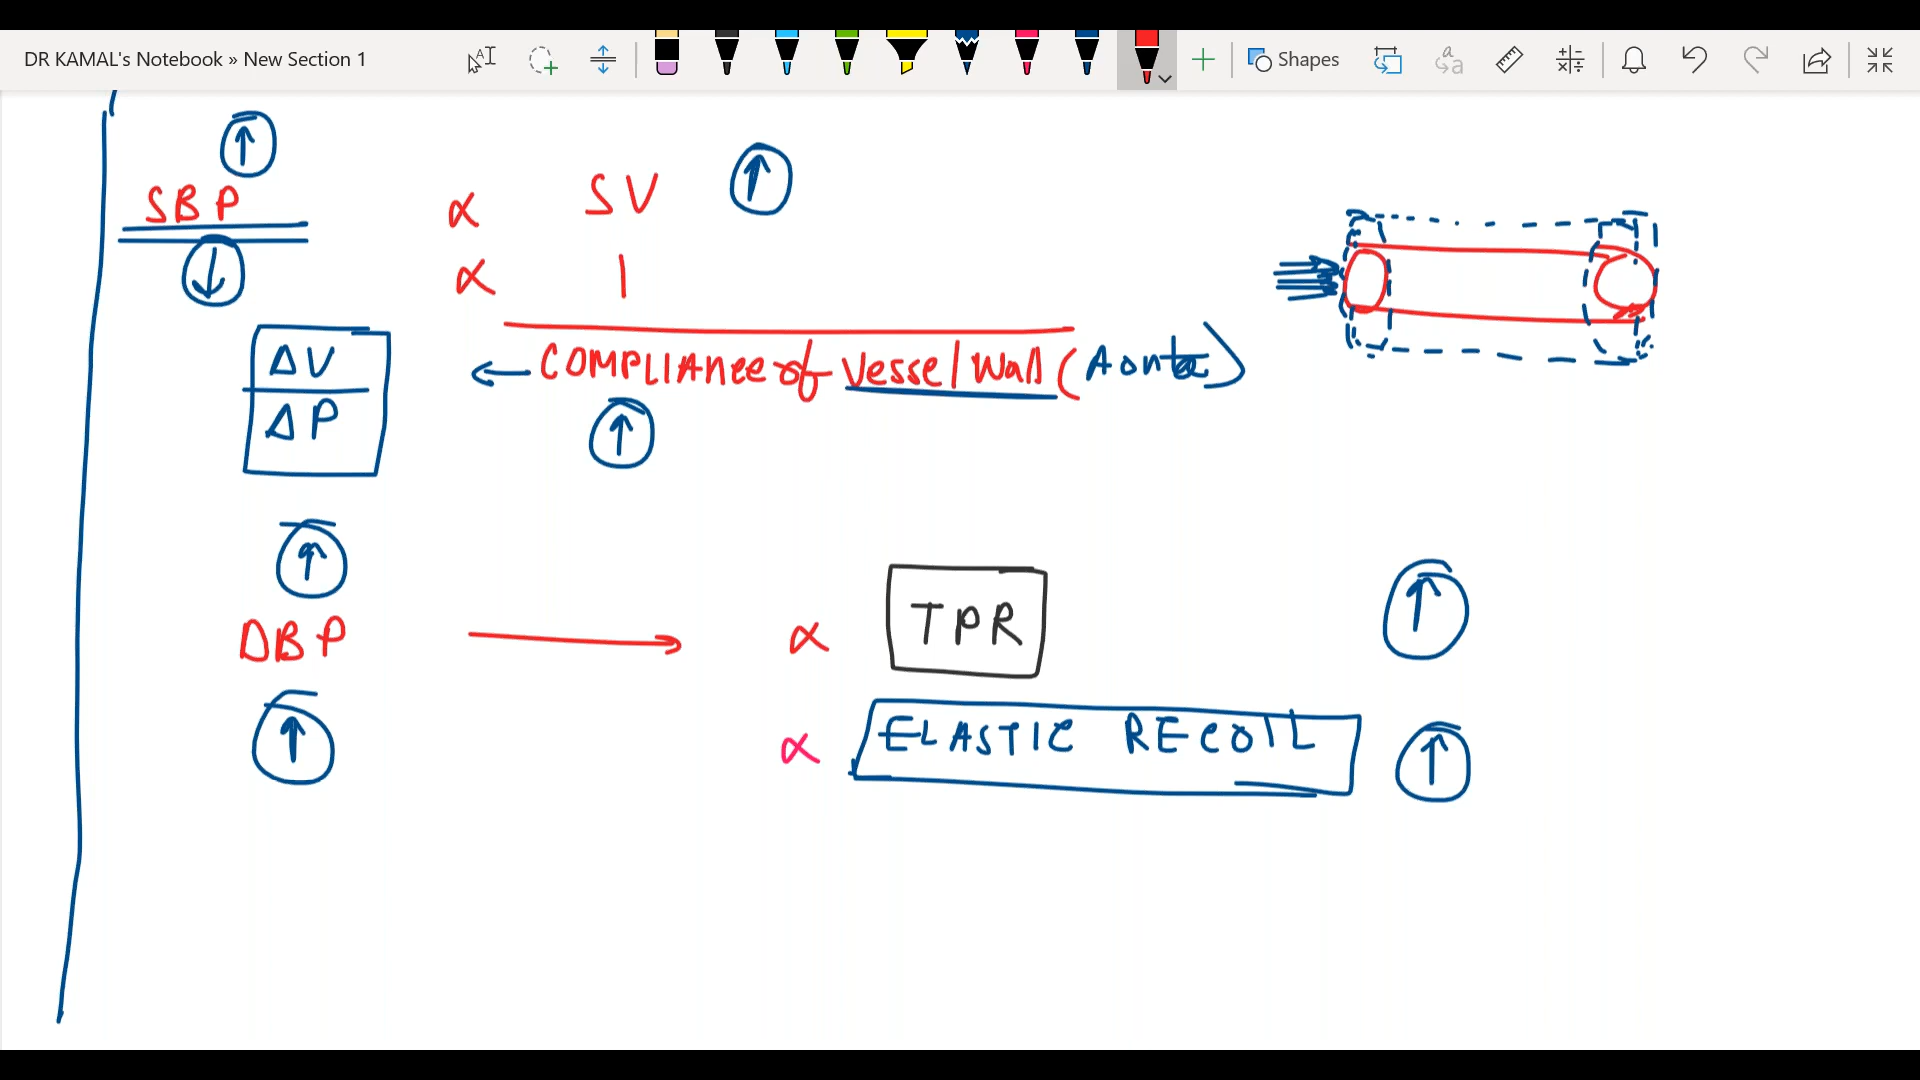 DR KAMAL's Notebook » New Section 1
Shapes
↑
SBP ∝ SV ↑
↓ ∝ 1
ΔV
ΔP
← COMPLIAnce of Vessel Wall (Aorta)
↑
↑
DBP → ∝ TPR ↑
↑ ∝ ELASTIC RECOIL ↑